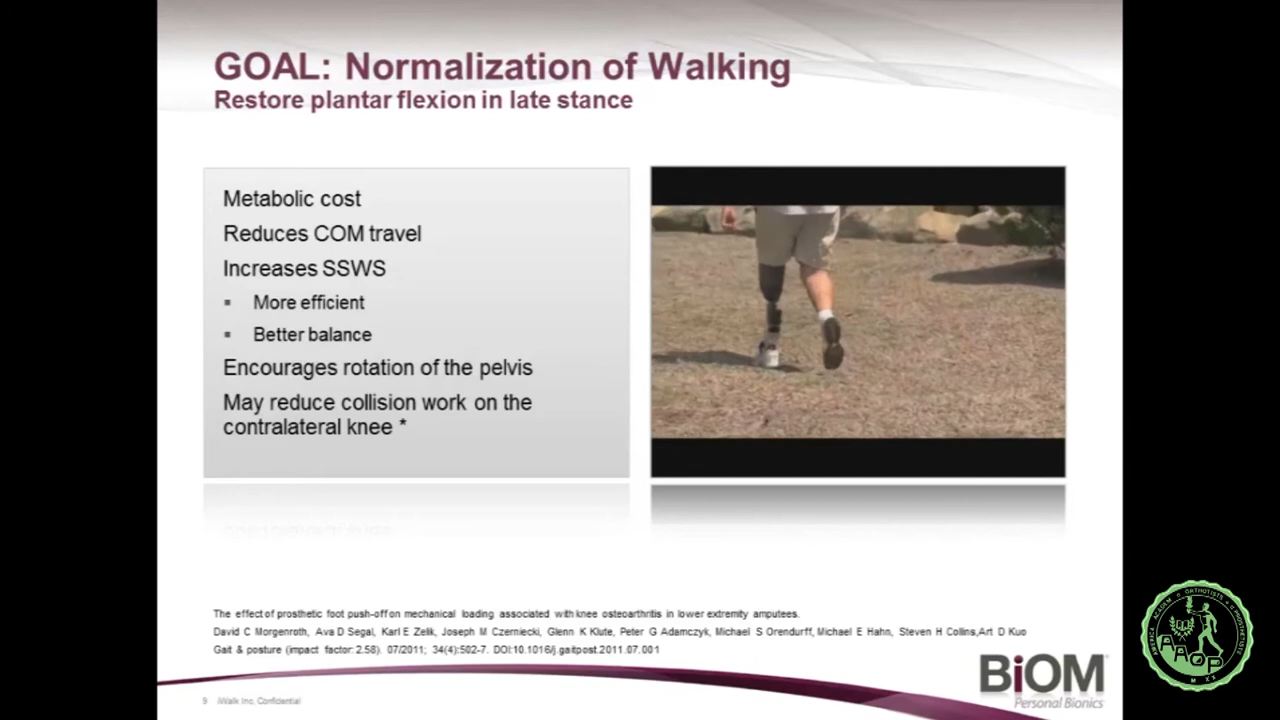 GOAL: Normalization of Walking
Restore plantar flexion in late stance
Metabolic cost
Reduces COM travel
Increases SSWS
▪ More efficient
▪ Better balance
Encourages rotation of the pelvis
May reduce collision work on the
contralateral knee *
The effect of prosthetic foot push-off on mechanical loading associated with knee osteoarthritis in lower extremity amputees.
David C Morgenroth, Ava D Segal, Karl E Zelik, Joseph M Czerniecki, Glenn K Klute, Peter G Adamczyk, Michael S Orendurff, Michael E Hahn, Steven H Collins,Art D Kuo
Gait & posture (impact factor: 2.58). 07/2011; 34(4):502-7. DOI:10.1016/j.gaitpost.2011.07.001
9 iWalk Inc, Confidential
BiOM
Personal Bionics
AAOP